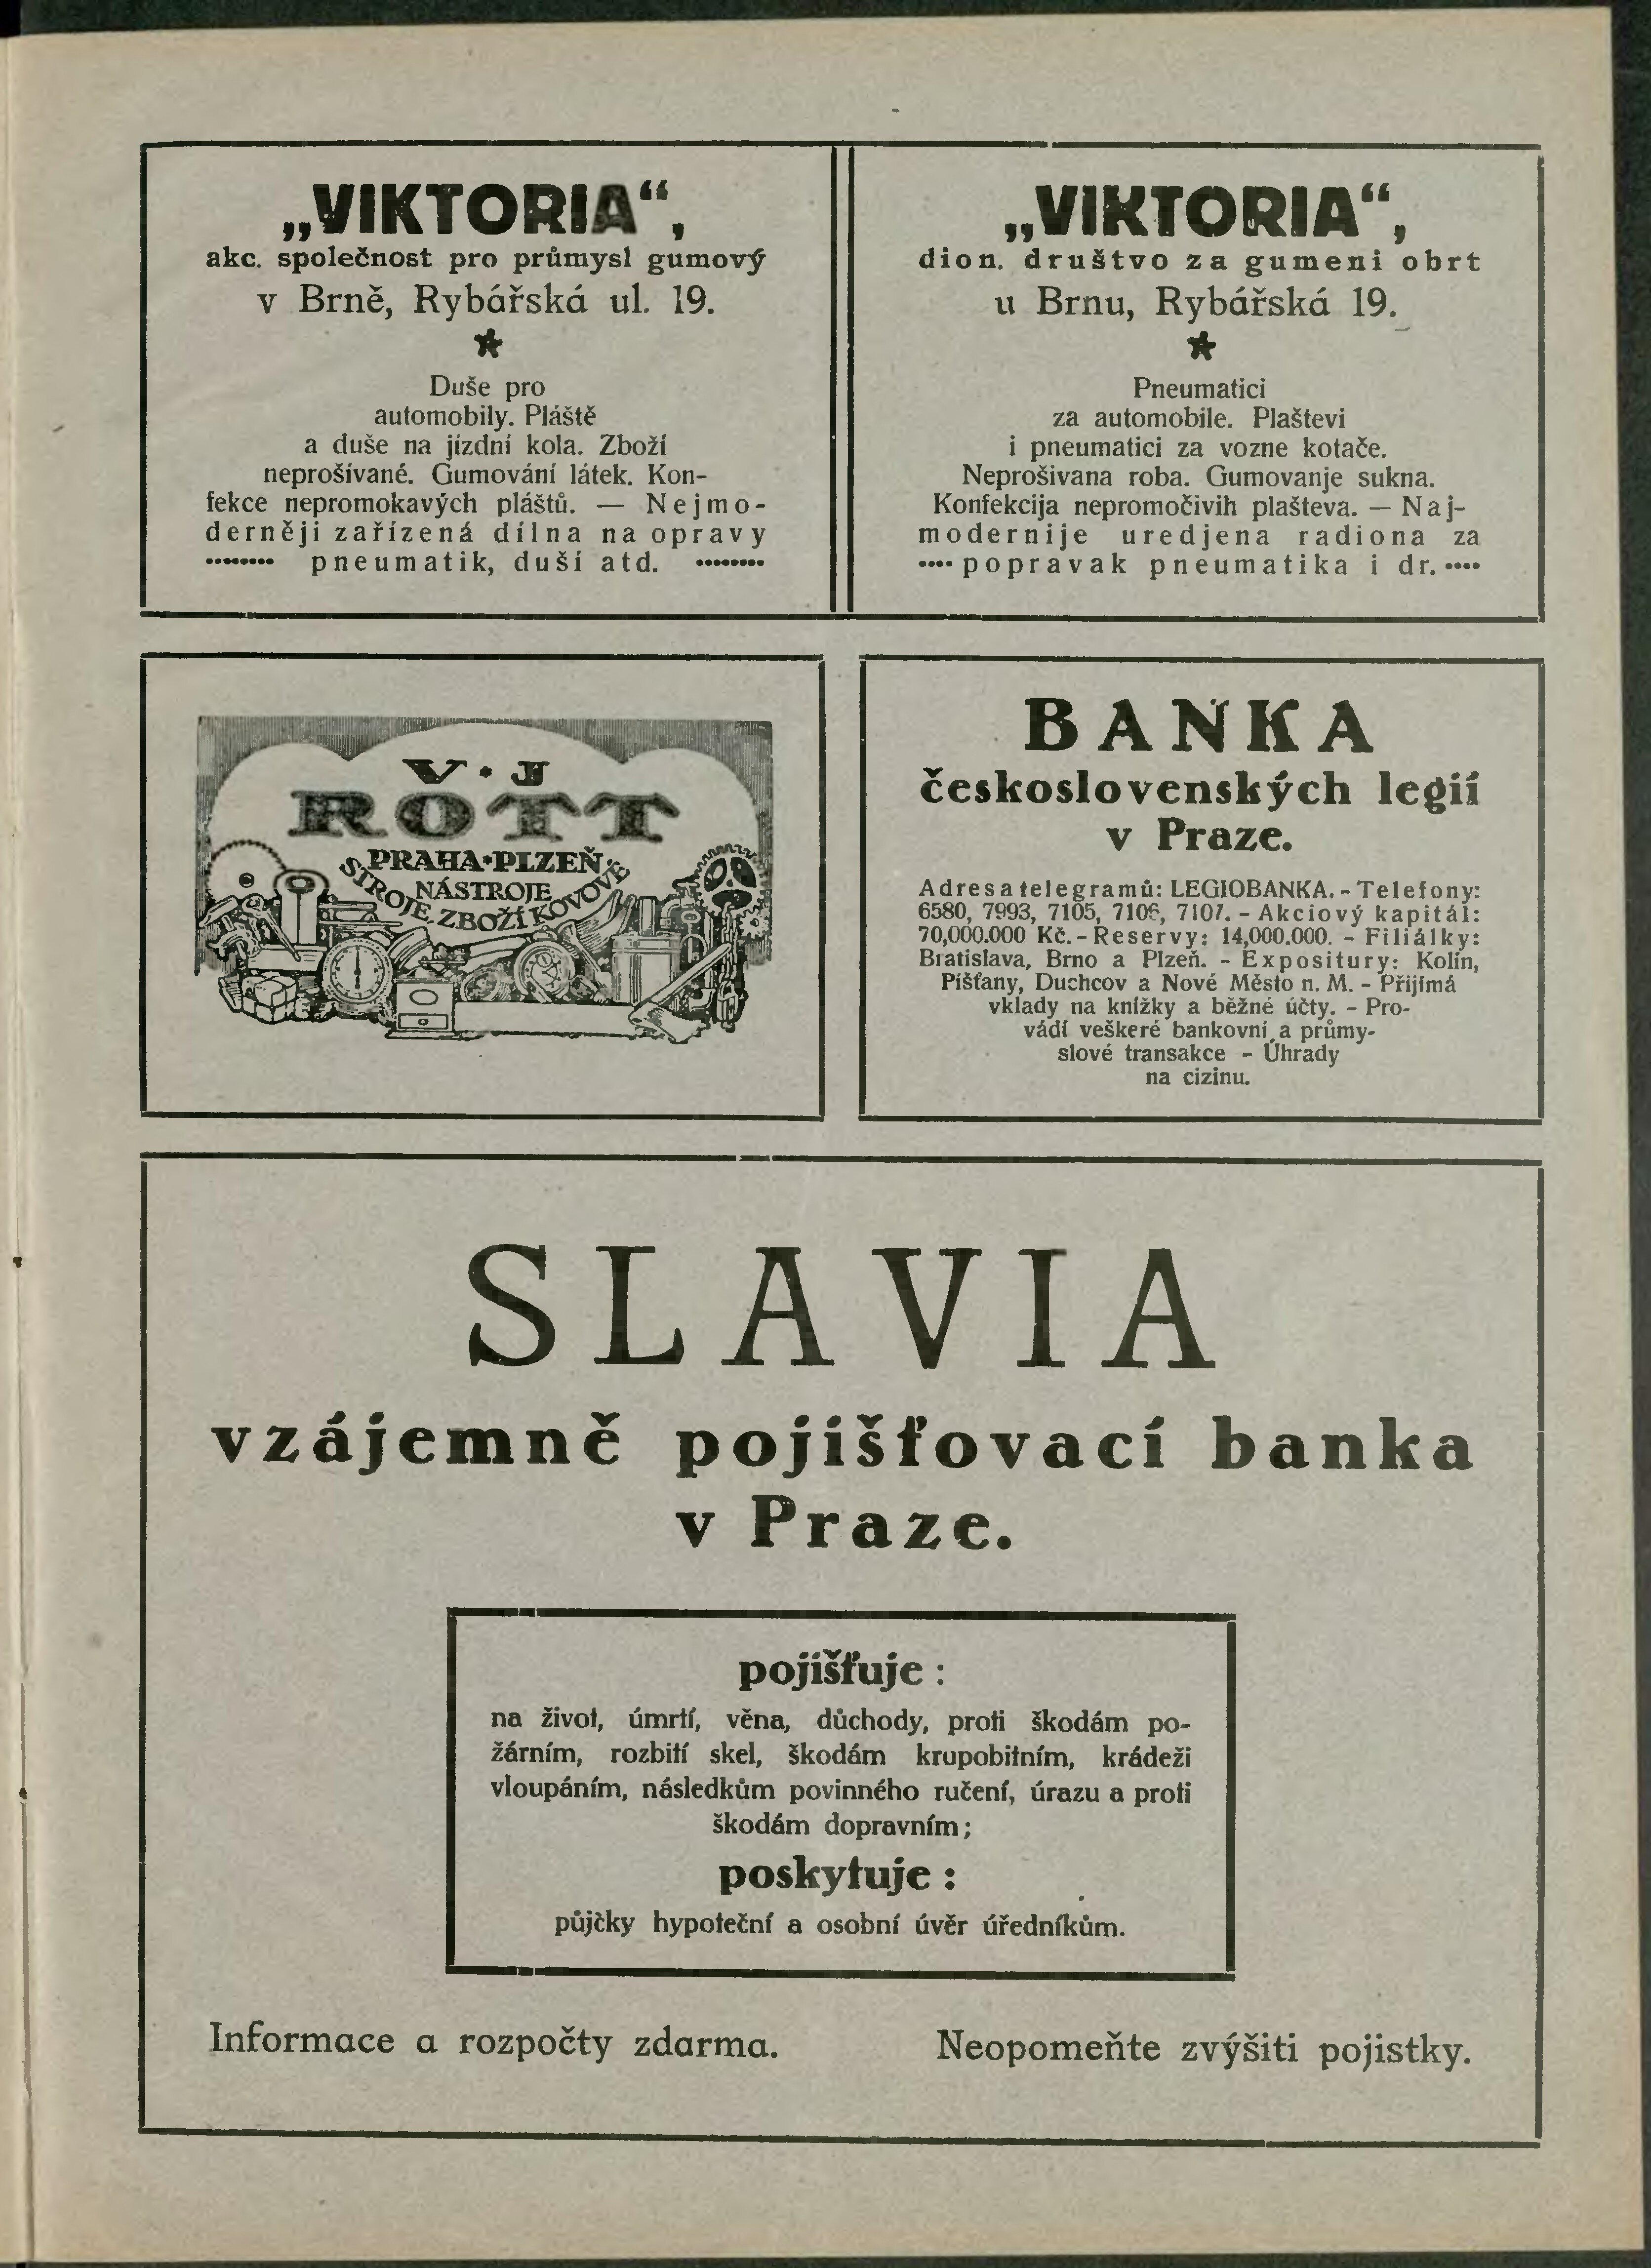 „VIKTORIA“,
akc. společnost pro průmysl gumový
v Brně, Rybářská ul. 19.
Duše pro
automobily. Pláště
a duše na jízdní kola. Zboží
neprošívané. Gumování látek. Kon-
fekce nepromokavých pláštů. — Nejmo-
derněji zařízená dílna na opravy
pneumatik, duší atd.
„VIKTORIA“,
dion. društvo za gumeni obrt
u Brnu, Rybářská 19.
Pneumatici
za automobile. Plaštevi
i pneumatici za vozne kotače.
Neprošivana roba. Gumovanje sukna.
Konfekcija nepromočivih plašteva. — Naj-
modernije uredjena radiona za
popravak pneumatika i dr.
V · J
ROTT
PRAHA·PLZEŇ
NÁSTROJE
STROJE, ZBOŽÍ KOVOVÉ
BANKA
československých legií
v Praze.
Adresa telegramů: LEGIOBANKA. - Telefony:
6580, 7993, 7105, 7106, 7107. - Akciový kapitál:
70,000.000 Kč. - Reservy: 14,000.000. - Filiálky:
Bratislava, Brno a Plzeň. - Expositury: Kolín,
Píšťany, Duchcov a Nové Město n. M. - Přijímá
vklady na knížky a běžné účty. - Pro-
vádí veškeré bankovní a průmy-
slové transakce - Úhrady
na cizinu.
SLAVIA
vzájemně pojišťovací banka
v Praze.
pojišťuje :
na život, úmrtí, věna, důchody, proti škodám po-
žárním, rozbití skel, škodám krupobitním, krádeži
vloupáním, následkům povinného ručení, úrazu a proti
škodám dopravním ;
poskytuje :
půjčky hypoteční a osobní úvěr úředníkům.
Informace a rozpočty zdarma. Neopomeňte zvýšiti pojistky.